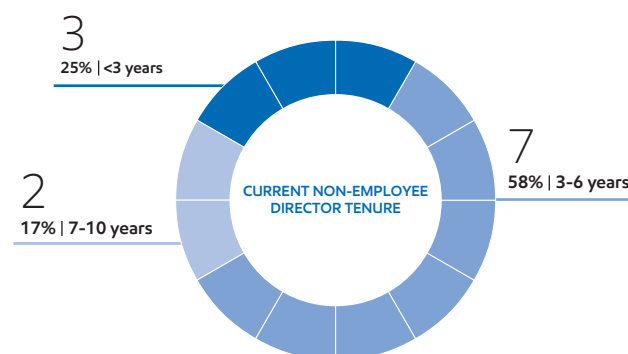 3
25% | <3 years
7
58% | 3-6 years
2
17% | 7-10 years
CURRENT NON-EMPLOYEE
DIRECTOR TENURE